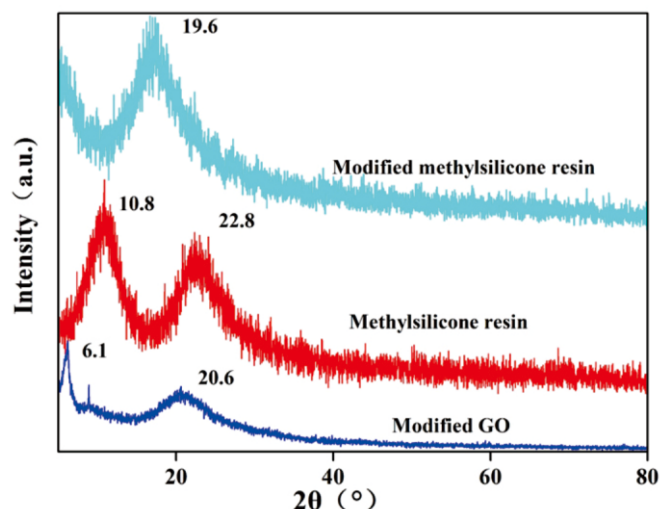 19.6
Modified methylsilicone resin
10.8
22.8
Methylsilicone resin
6.1
20.6
Modified GO
Intensity（a.u.）
20
40
60
80
2θ（°）